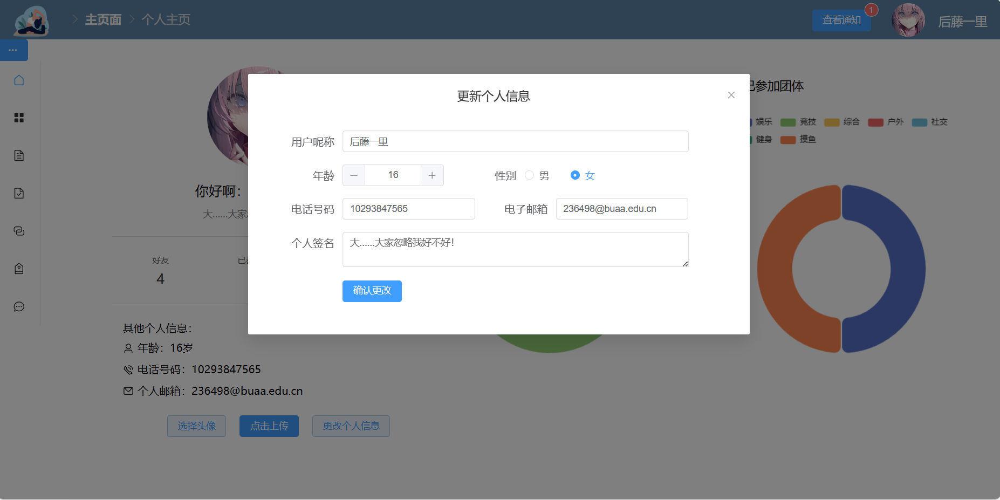 主页面 个人主页 查看通知 1 后藤一里
更新个人信息
已参加团体
娱乐 竞技 综合 户外 社交
健身 摸鱼
用户昵称 后藤一里
年龄 16 性别 男 女
你好啊：
电话号码 10293847565 电子邮箱 236498@buaa.edu.cn
大……大家
个人签名 大……大家忽略我好不好！
好友 已
4
确认更改
其他个人信息：
年龄：16岁
电话号码：10293847565
个人邮箱：236498@buaa.edu.cn
选择头像 点击上传 更改个人信息